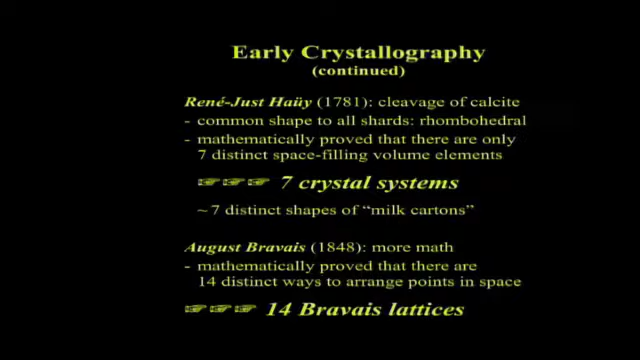 Early Crystallography
(continued)
René-Just Haüy (1781): cleavage of calcite
- common shape to all shards: rhombohedral
- mathematically proved that there are only
7 distinct space-filling volume elements
☞☞☞ 7 crystal systems
~ 7 distinct shapes of “milk cartons”
August Bravais (1848): more math
- mathematically proved that there are
14 distinct ways to arrange points in space
☞☞☞ 14 Bravais lattices